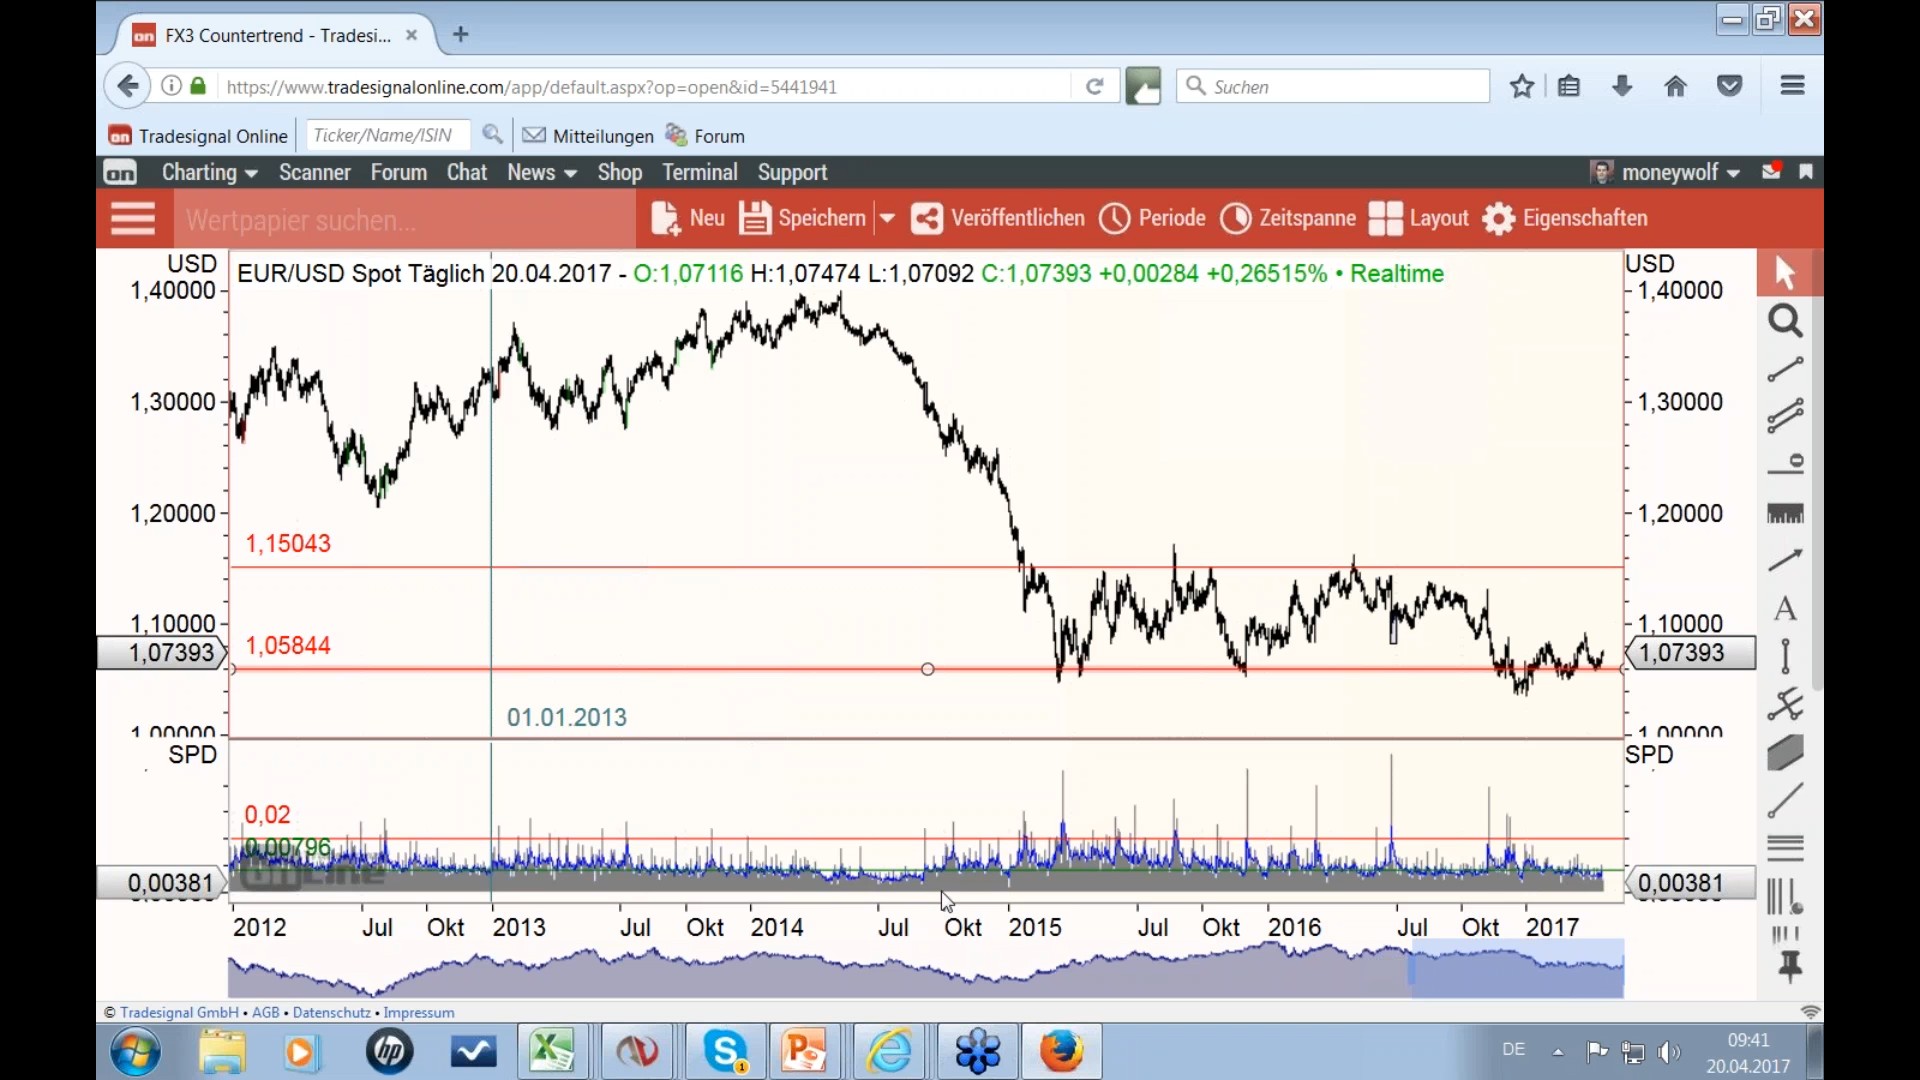 FX3 Countertrend - Tradesi...
https://www.tradesignalonline.com/app/default.aspx?op=open&id=5441941
Suchen
on Tradesignal Online Ticker/Name/ISIN Mitteilungen Forum
on Charting Scanner Forum Chat News Shop Terminal Support moneywolf
Wertpapier suchen... Neu Speichern Veröffentlichen Periode Zeitspanne Layout Eigenschaften
USD EUR/USD Spot Täglich 20.04.2017 - O:1,07116 H:1,07474 L:1,07092 C:1,07393 +0,00284 +0,26515% • Realtime USD
1,40000 1,40000
1,30000 1,30000
1,20000 1,20000
1,15043
1,10000 1,10000
1,05844
1,07393 1,07393
01.01.2013
1,00000 1,00000
SPD SPD
0,02
0,00796
0,00381 0,00381
2012 Jul Okt 2013 Jul Okt 2014 Jul Okt 2015 Jul Okt 2016 Jul Okt 2017
© Tradesignal GmbH • AGB • Datenschutz • Impressum
DE 09:41
20.04.2017